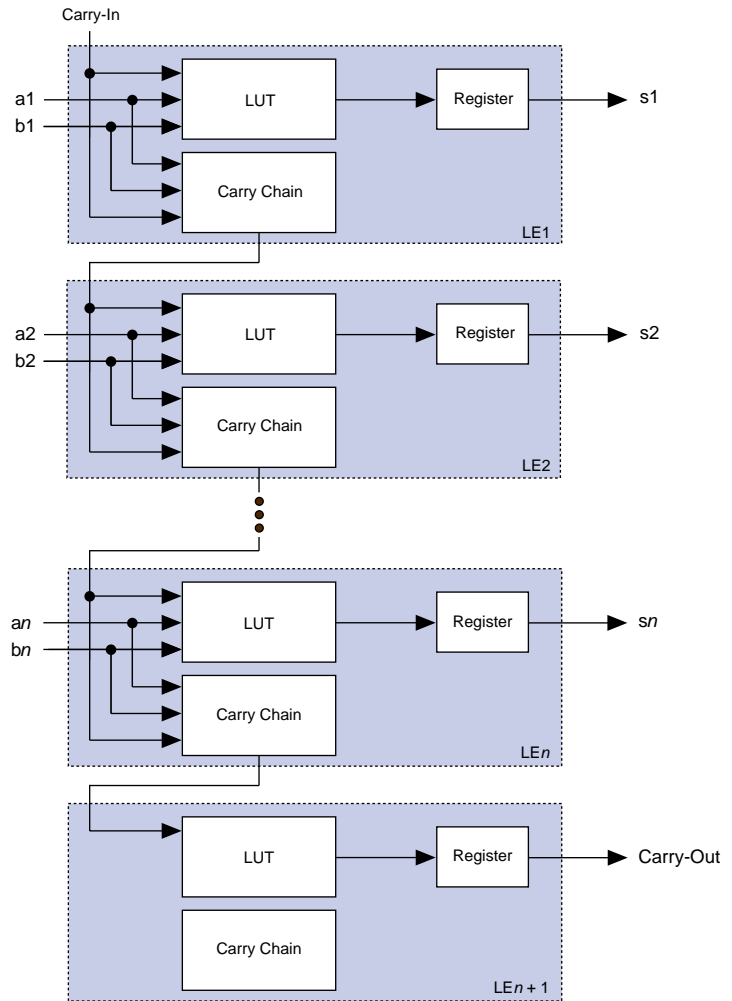 Carry-In
a1
b1
LUT
Register
s1
Carry Chain
LE1
a2
b2
LUT
Register
s2
Carry Chain
LE2
an
bn
LUT
Register
sn
Carry Chain
LEn
LUT
Register
Carry-Out
Carry Chain
LEn + 1